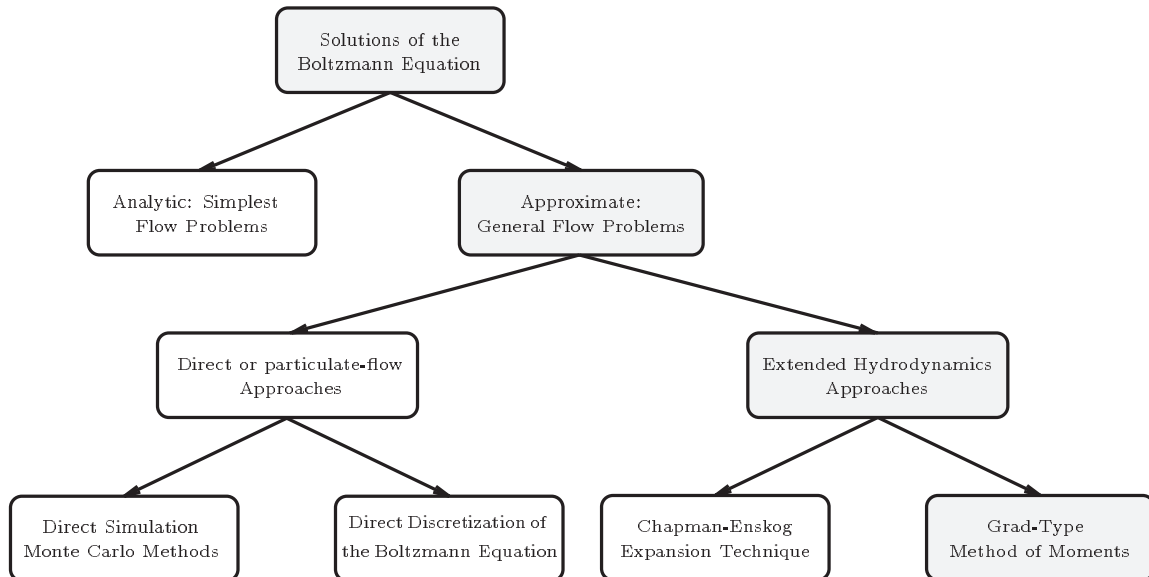 Solutions of the
Boltzmann Equation
Analytic: Simplest
Flow Problems
Approximate:
General Flow Problems
Direct or particulate-flow
Approaches
Extended Hydrodynamics
Approaches
Direct Simulation
Monte Carlo Methods
Direct Discretization of
the Boltzmann Equation
Chapman-Enskog
Expansion Technique
Grad-Type
Method of Moments